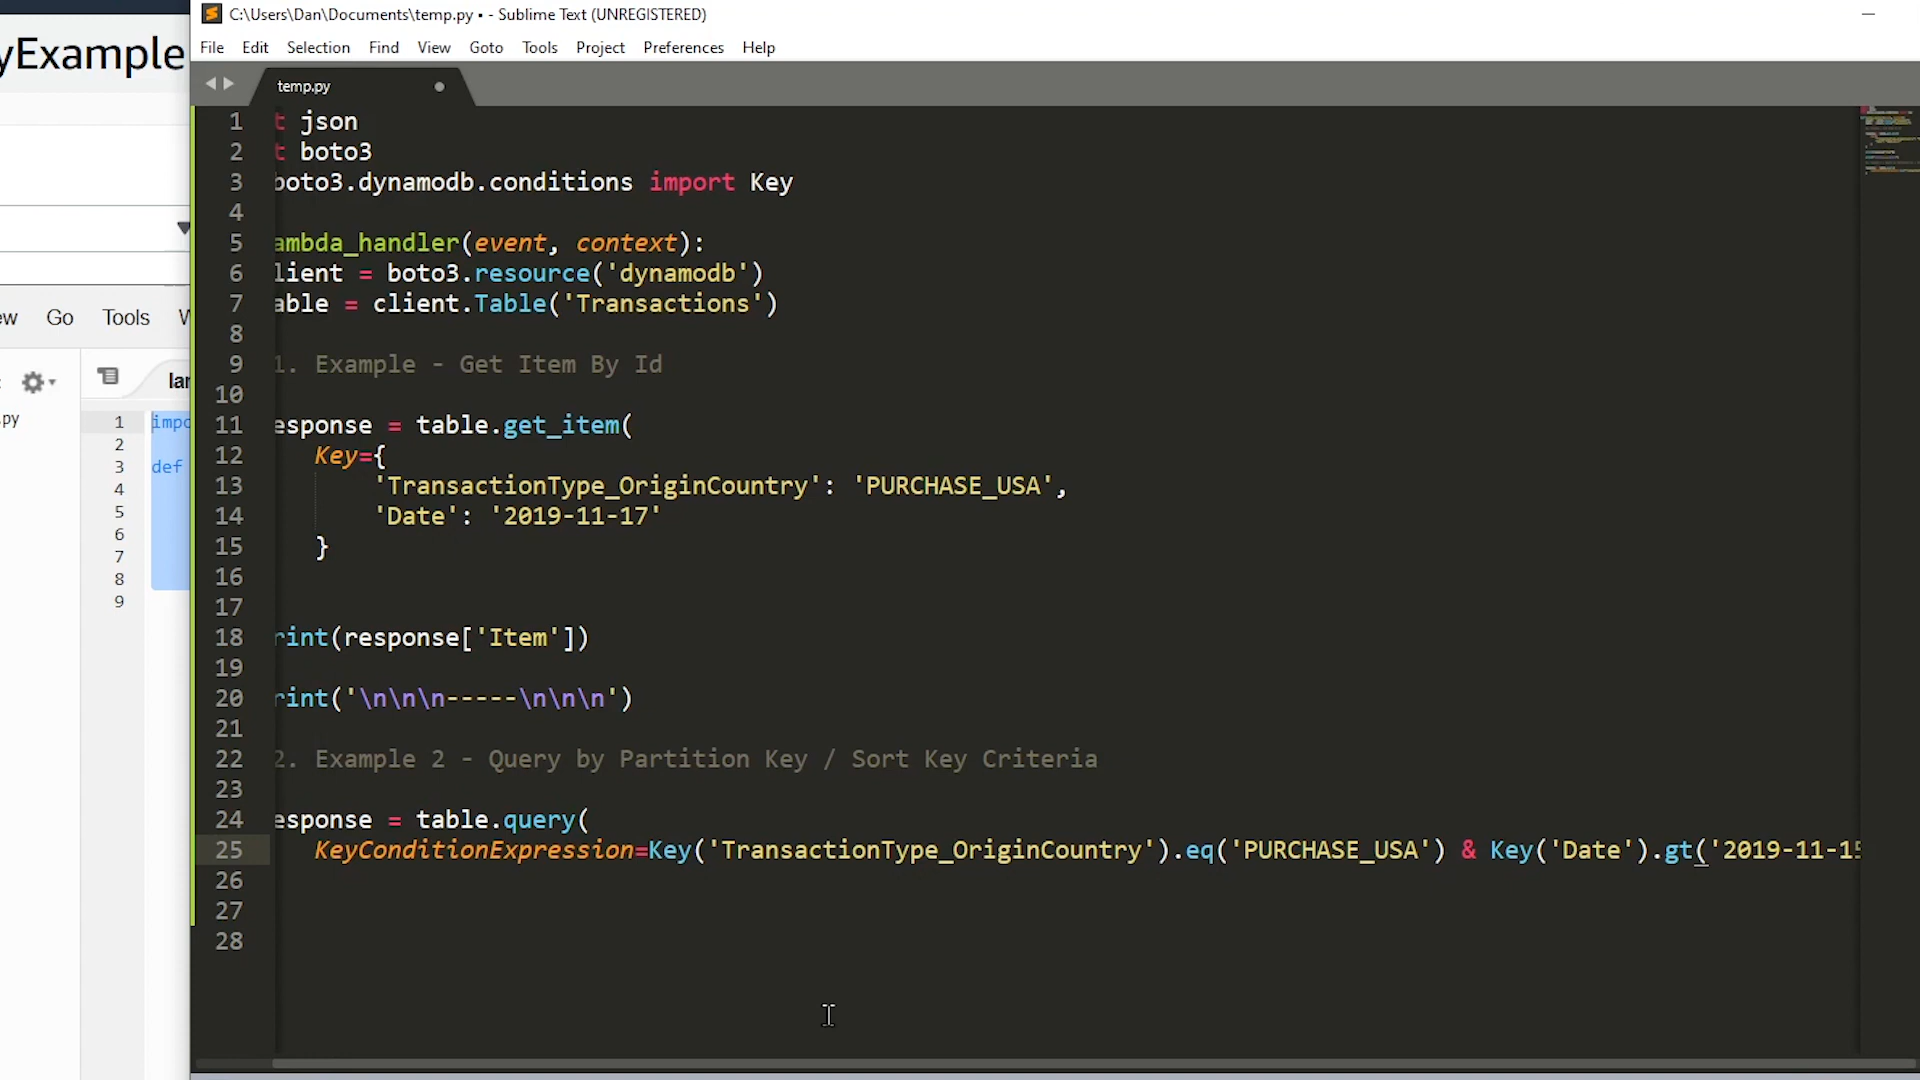 C:\Users\Dan\Documents\temp.py • - Sublime Text (UNREGISTERED)
File Edit Selection Find View Goto Tools Project Preferences Help
temp.py
1 t json
2 t boto3
3 boto3.dynamodb.conditions import Key
4
5 ambda_handler(event, context):
6 lient = boto3.resource('dynamodb')
7 able = client.Table('Transactions')
8
9 1. Example - Get Item By Id
10
11 esponse = table.get_item(
12 Key={
13 'TransactionType_OriginCountry': 'PURCHASE_USA',
14 'Date': '2019-11-17'
15 }
16
17
18 rint(response['Item'])
19
20 rint('\n\n\n-----\n\n\n')
21
22 2. Example 2 - Query by Partition Key / Sort Key Criteria
23
24 esponse = table.query(
25 KeyConditionExpression=Key('TransactionType_OriginCountry').eq('PURCHASE_USA') & Key('Date').gt('2019-11-15
26
27
28
yExample
ew Go Tools W
lar
.py
1 impo
2
3 def
4
5
6
7
8
9